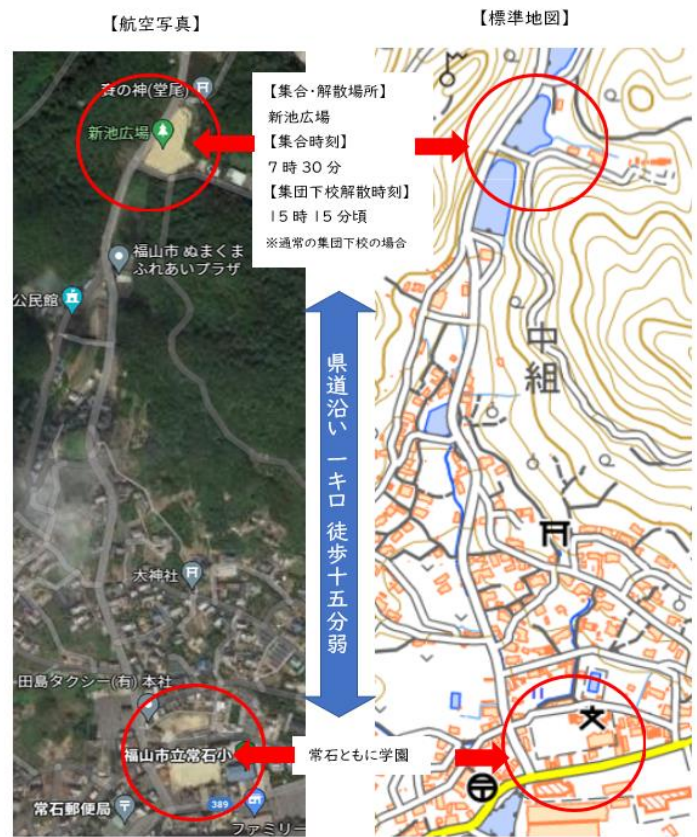 【航空写真】
【標準地図】
賽の神(堂尾)
新池広場
【集合・解散場所】
新池広場
【集合時刻】
7時30分
【集団下校解散時刻】
15時15分頃
※通常の集団下校の場合
福山市 ぬまくま
ふれあいプラザ
公民館
県道沿い 一キロ 徒歩十五分弱
中組
大神社
田島タクシー(有) 本社
福山市立常石小
常石ともに学園
常石郵便局
389
ファミリー